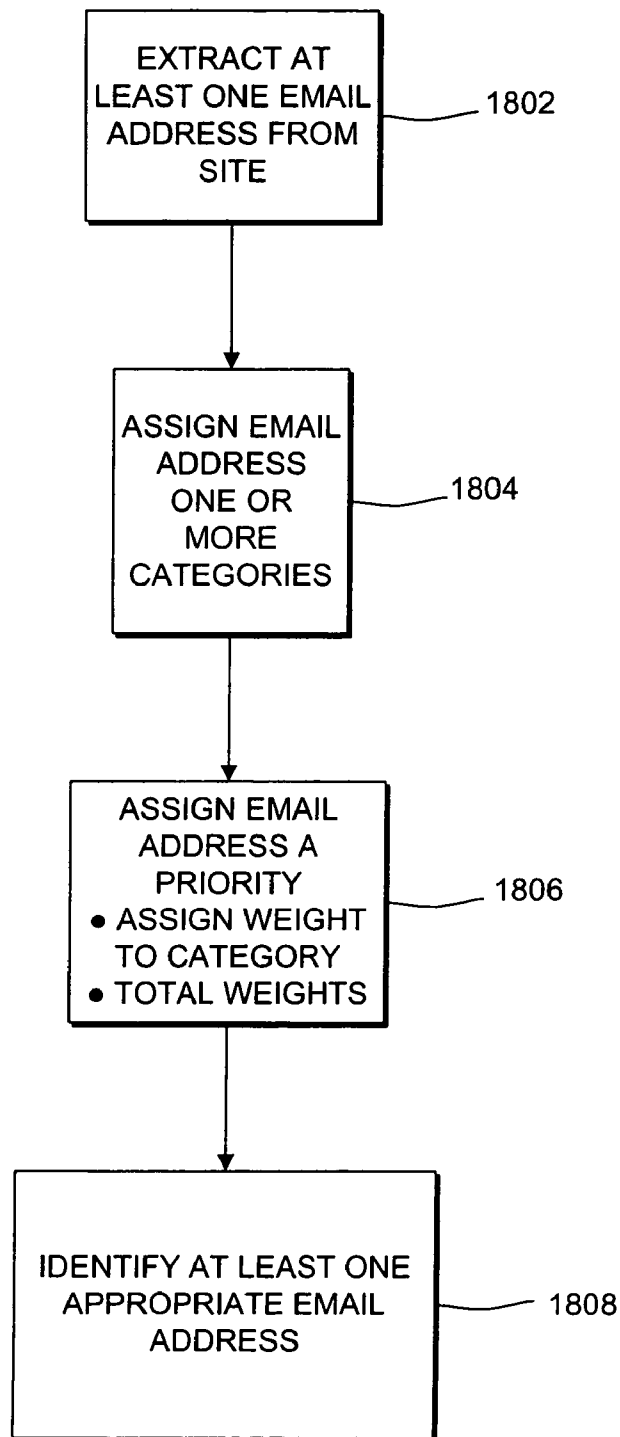 EXTRACT AT
LEAST ONE EMAIL
ADDRESS FROM
SITE
1802
ASSIGN EMAIL
ADDRESS
ONE OR
MORE
CATEGORIES
1804
ASSIGN EMAIL
ADDRESS A
PRIORITY
• ASSIGN WEIGHT
TO CATEGORY
• TOTAL WEIGHTS
1806
IDENTIFY AT LEAST ONE
APPROPRIATE EMAIL
ADDRESS
1808